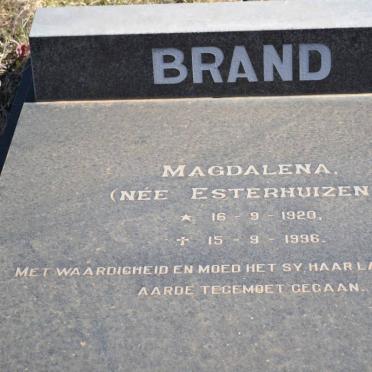 BRAND
MAGDALENA.
(NÉE ESTERHUIZEN
★ 16 - 9 - 1920.
✝ 15 - 9 - 1996.
MET WAARDIGHEID EN MOED HET SY HAAR LA
AARDE TEGEMOET GEGAAN.